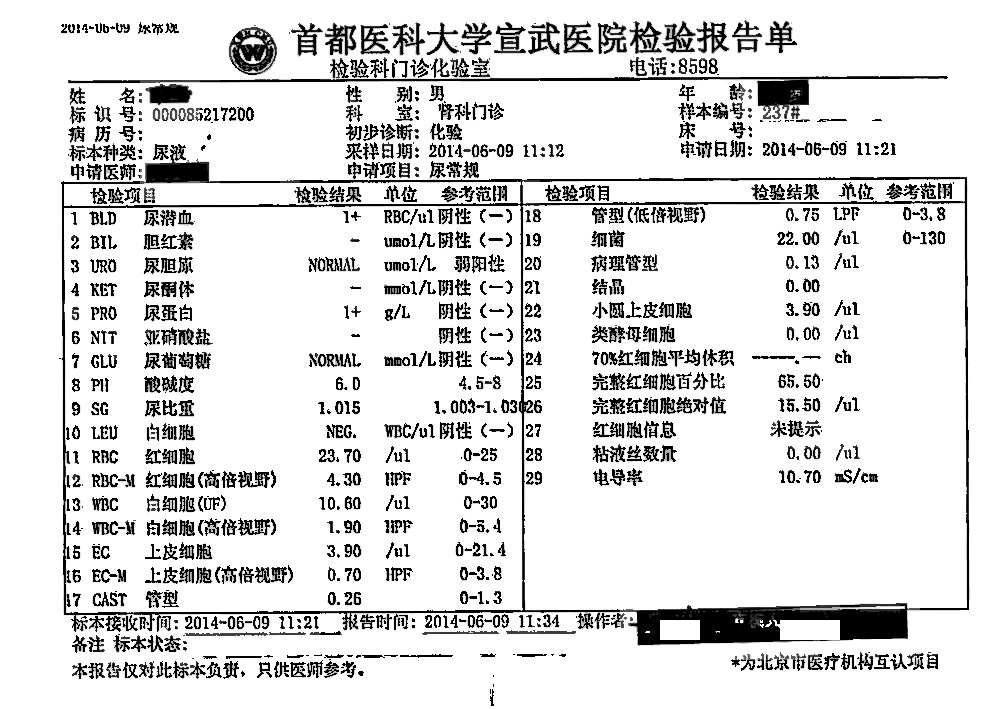 2014-06-09 尿常规
首都医科大学宣武医院检验报告单
检验科门诊化验室 电话:8598
姓 名: 性 别: 男 年 龄:
标 识 号: 000085217200 科 室: 肾科门诊 样本编号: 237#
病 历 号: 初步诊断: 化验 床 号:
标本种类: 尿液 采样日期: 2014-06-09 11:12 申请日期: 2014-06-09 11:21
申请医师: 申请项目: 尿常规
检验项目 检验结果 单位 参考范围 检验项目 检验结果 单位 参考范围
1 BLD 尿潜血 1+ RBC/ul 阴性(一) 18 管型(低倍视野) 0.75 LPF 0-3.8
2 BIL 胆红素 - umol/L 阴性(一) 19 细菌 22.00 /ul 0-130
3 URO 尿胆原 NORMAL umol/L 弱阳性 20 病理管型 0.13 /ul
4 KET 尿酮体 - mmol/L 阴性(一) 21 结晶 0.00
5 PRO 尿蛋白 1+ g/L 阴性(一) 22 小圆上皮细胞 3.90 /ul
6 NIT 亚硝酸盐 - 阴性(一) 23 类酵母细胞 0.00 /ul
7 GLU 尿葡萄糖 NORMAL mmol/L 阴性(一) 24 70%红细胞平均体积 -----.— ch
8 PH 酸碱度 6.0 4.5-8 25 完整红细胞百分比 65.50
9 SG 尿比重 1.015 1.003-1.030 26 完整红细胞绝对值 15.50 /ul
10 LEU 白细胞 NEG. WBC/ul 阴性(一) 27 红细胞信息 未提示
11 RBC 红细胞 23.70 /ul 0-25 28 粘液丝数量 0.00 /ul
12 RBC-M 红细胞(高倍视野) 4.30 HPF 0-4.5 29 电导率 10.70 mS/cm
13 WBC 白细胞(UF) 10.60 /ul 0-30
14 WBC-M 白细胞(高倍视野) 1.90 HPF 0-5.4
15 EC 上皮细胞 3.90 /ul 0-21.4
16 EC-M 上皮细胞(高倍视野) 0.70 HPF 0-3.8
17 CAST 管型 0.26 0-1.3
标本接收时间: 2014-06-09 11:21 报告时间: 2014-06-09 11:34 操作者:
备注 标本状态:
本报告仅对此标本负责，只供医师参考。 *为北京市医疗机构互认项目